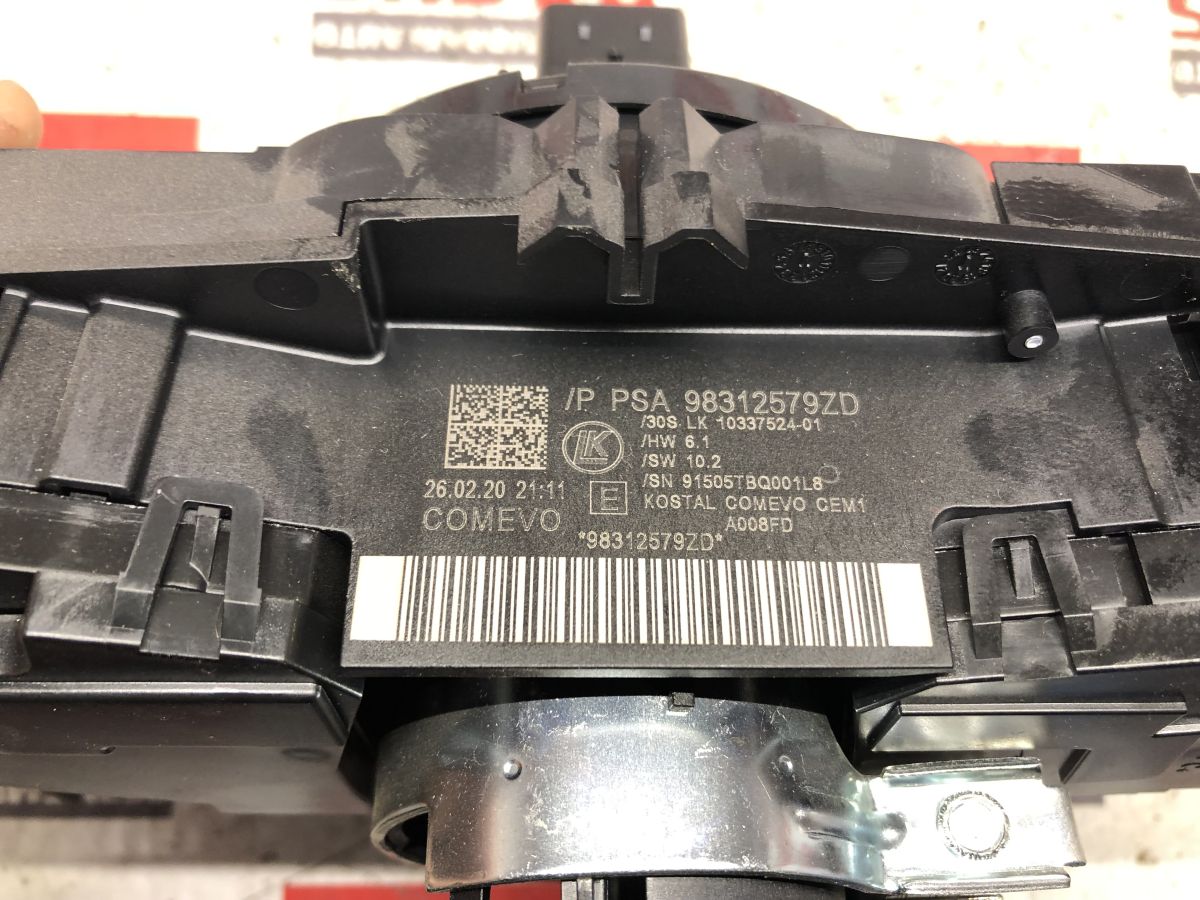 /P PSA 98312579ZD
/30S LK 10337524-01
/HW 6.1
LK
/SW 10.2
/SN 91505TBQ001L8
26.02.20 21:11
E
KOSTAL COMEVO CEM1
COMEVO
A008FD
*98312579ZD*